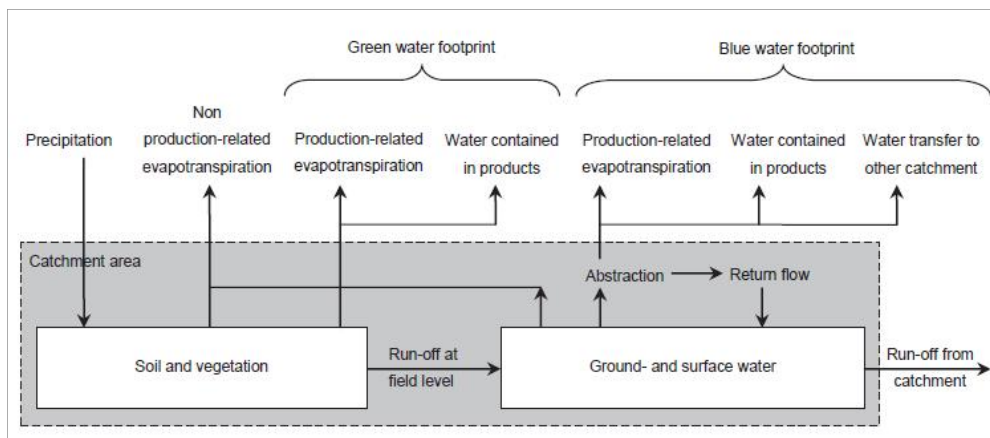 Green water footprint
Blue water footprint
Precipitation
Non
production-related
evapotranspiration
Production-related
evapotranspiration
Water contained
in products
Production-related
evapotranspiration
Water contained
in products
Water transfer to
other catchment
Catchment area
Abstraction
Return flow
Soil and vegetation
Run-off at
field level
Ground- and surface water
Run-off from
catchment